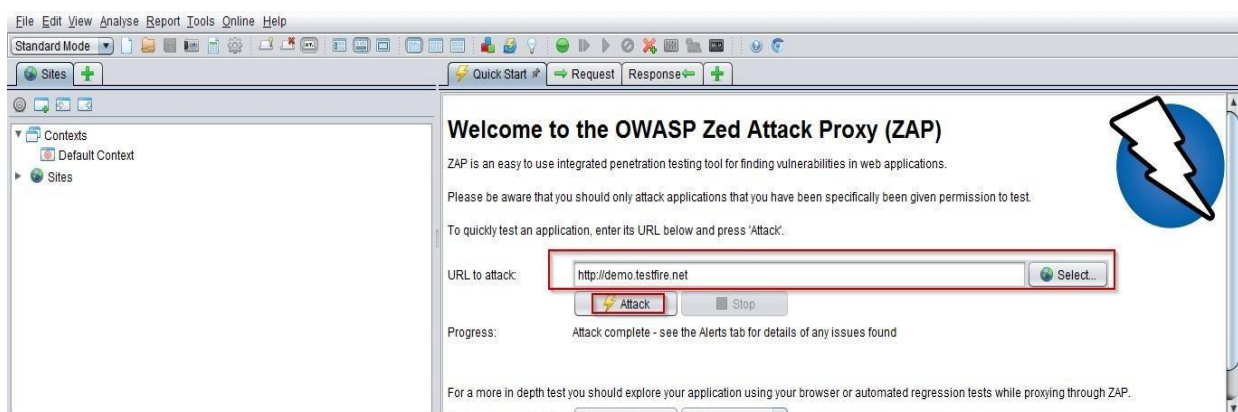 File Edit View Analyse Report Tools Online Help
Standard Mode
Sites
Quick Start Request Response
Contexts
Default Context
Sites
Welcome to the OWASP Zed Attack Proxy (ZAP)
ZAP is an easy to use integrated penetration testing tool for finding vulnerabilities in web applications.
Please be aware that you should only attack applications that you have been specifically been given permission to test.
To quickly test an application, enter its URL below and press 'Attack'.
URL to attack: http://demo.testfire.net Select...
Attack Stop
Progress: Attack complete - see the Alerts tab for details of any issues found
For a more in depth test you should explore your application using your browser or automated regression tests while proxying through ZAP.